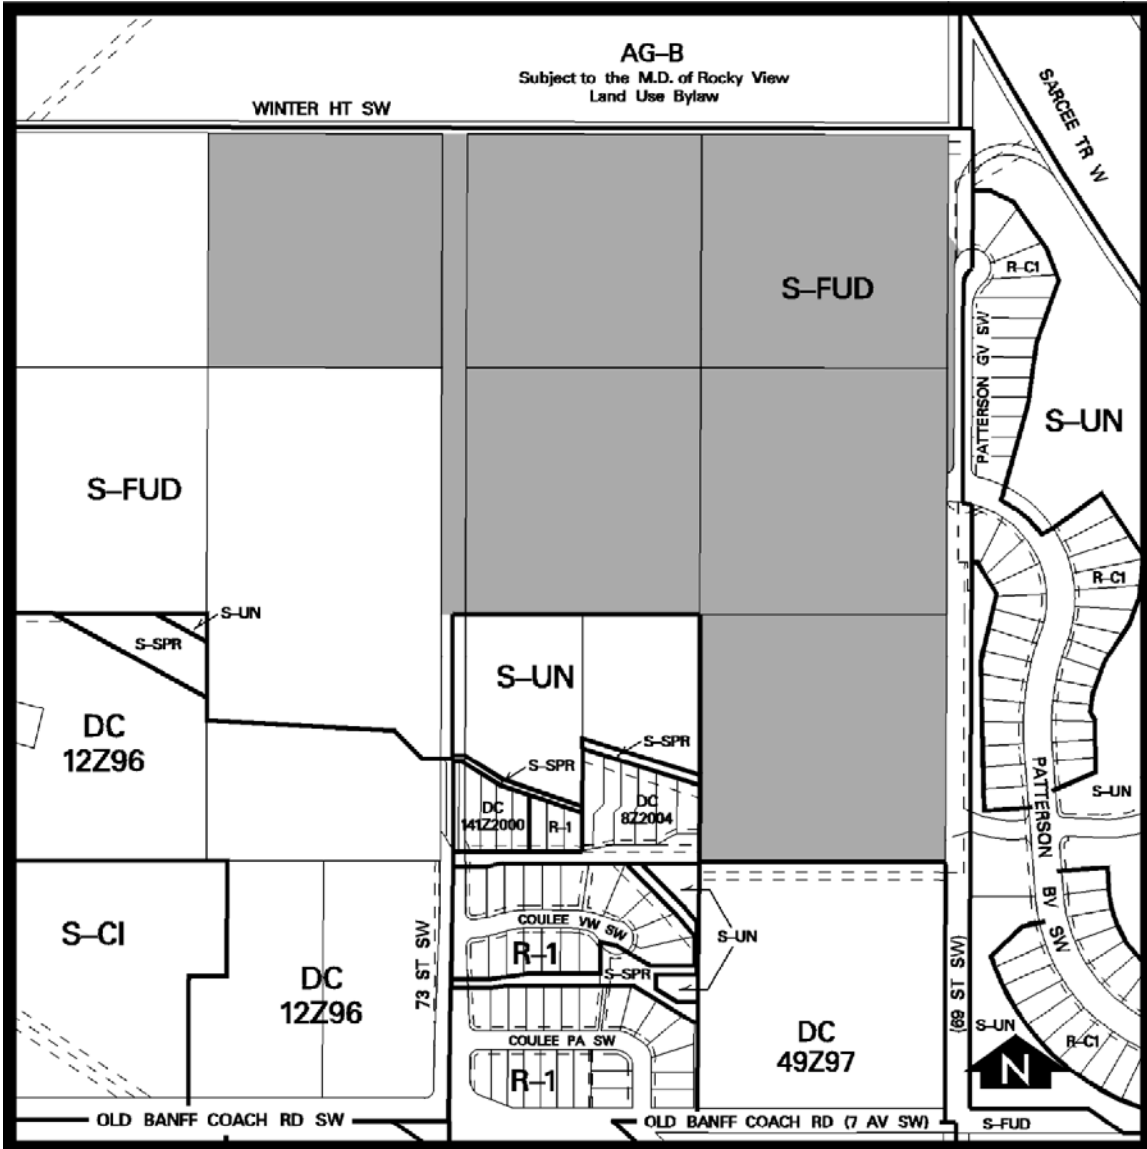 AG–B
Subject to the M.D. of Rocky View
Land Use Bylaw
WINTER HT SW
SARCEE TR W
R–C1
S–FUD
PATTERSON GV SW
S–UN
S–FUD
R–C1
S–UN
S–SPR
S–UN
DC
12Z96
S–SPR
S–SPR
DC
141Z2000
R–1
DC
8Z2004
PATTERSON BV SW
S–UN
S–CI
COULEE VW SW
S–UN
R–1
S–SPR
73 ST SW
DC
12Z96
(69 ST SW)
S–UN
DC
49Z97
COULEE PA SW
R–C1
R–1
N
OLD BANFF COACH RD SW
OLD BANFF COACH RD (7 AV SW)
S–FUD